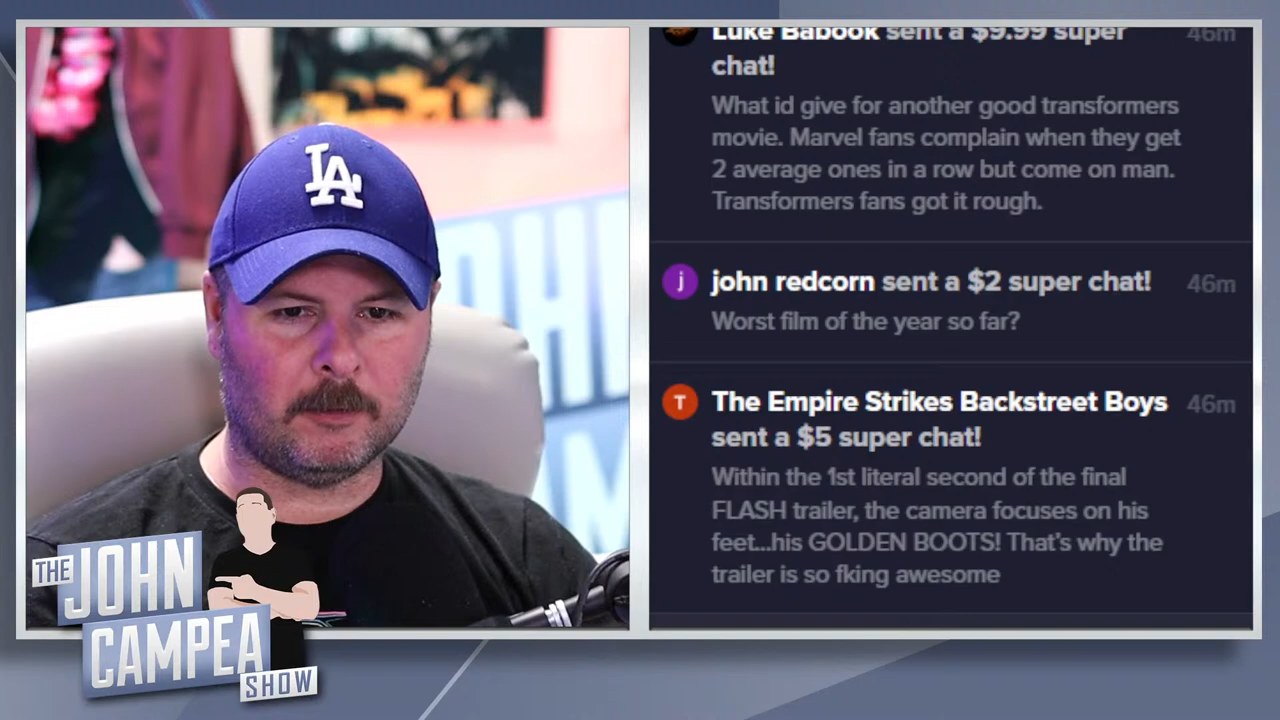 LA
Luke Babook sent a $9.99 super
46m
chat!
What id give for another good transformers
movie. Marvel fans complain when they get
2 average ones in a row but come on man.
Transformers fans got it rough.
j
john redcorn sent a $2 super chat!
46m
Worst film of the year so far?
T
The Empire Strikes Backstreet Boys
46m
sent a $5 super chat!
Within the 1st literal second of the final
FLASH trailer, the camera focuses on his
feet...his GOLDEN BOOTS! That's why the
trailer is so fking awesome
THE JOHN
CAMPEA
SHOW